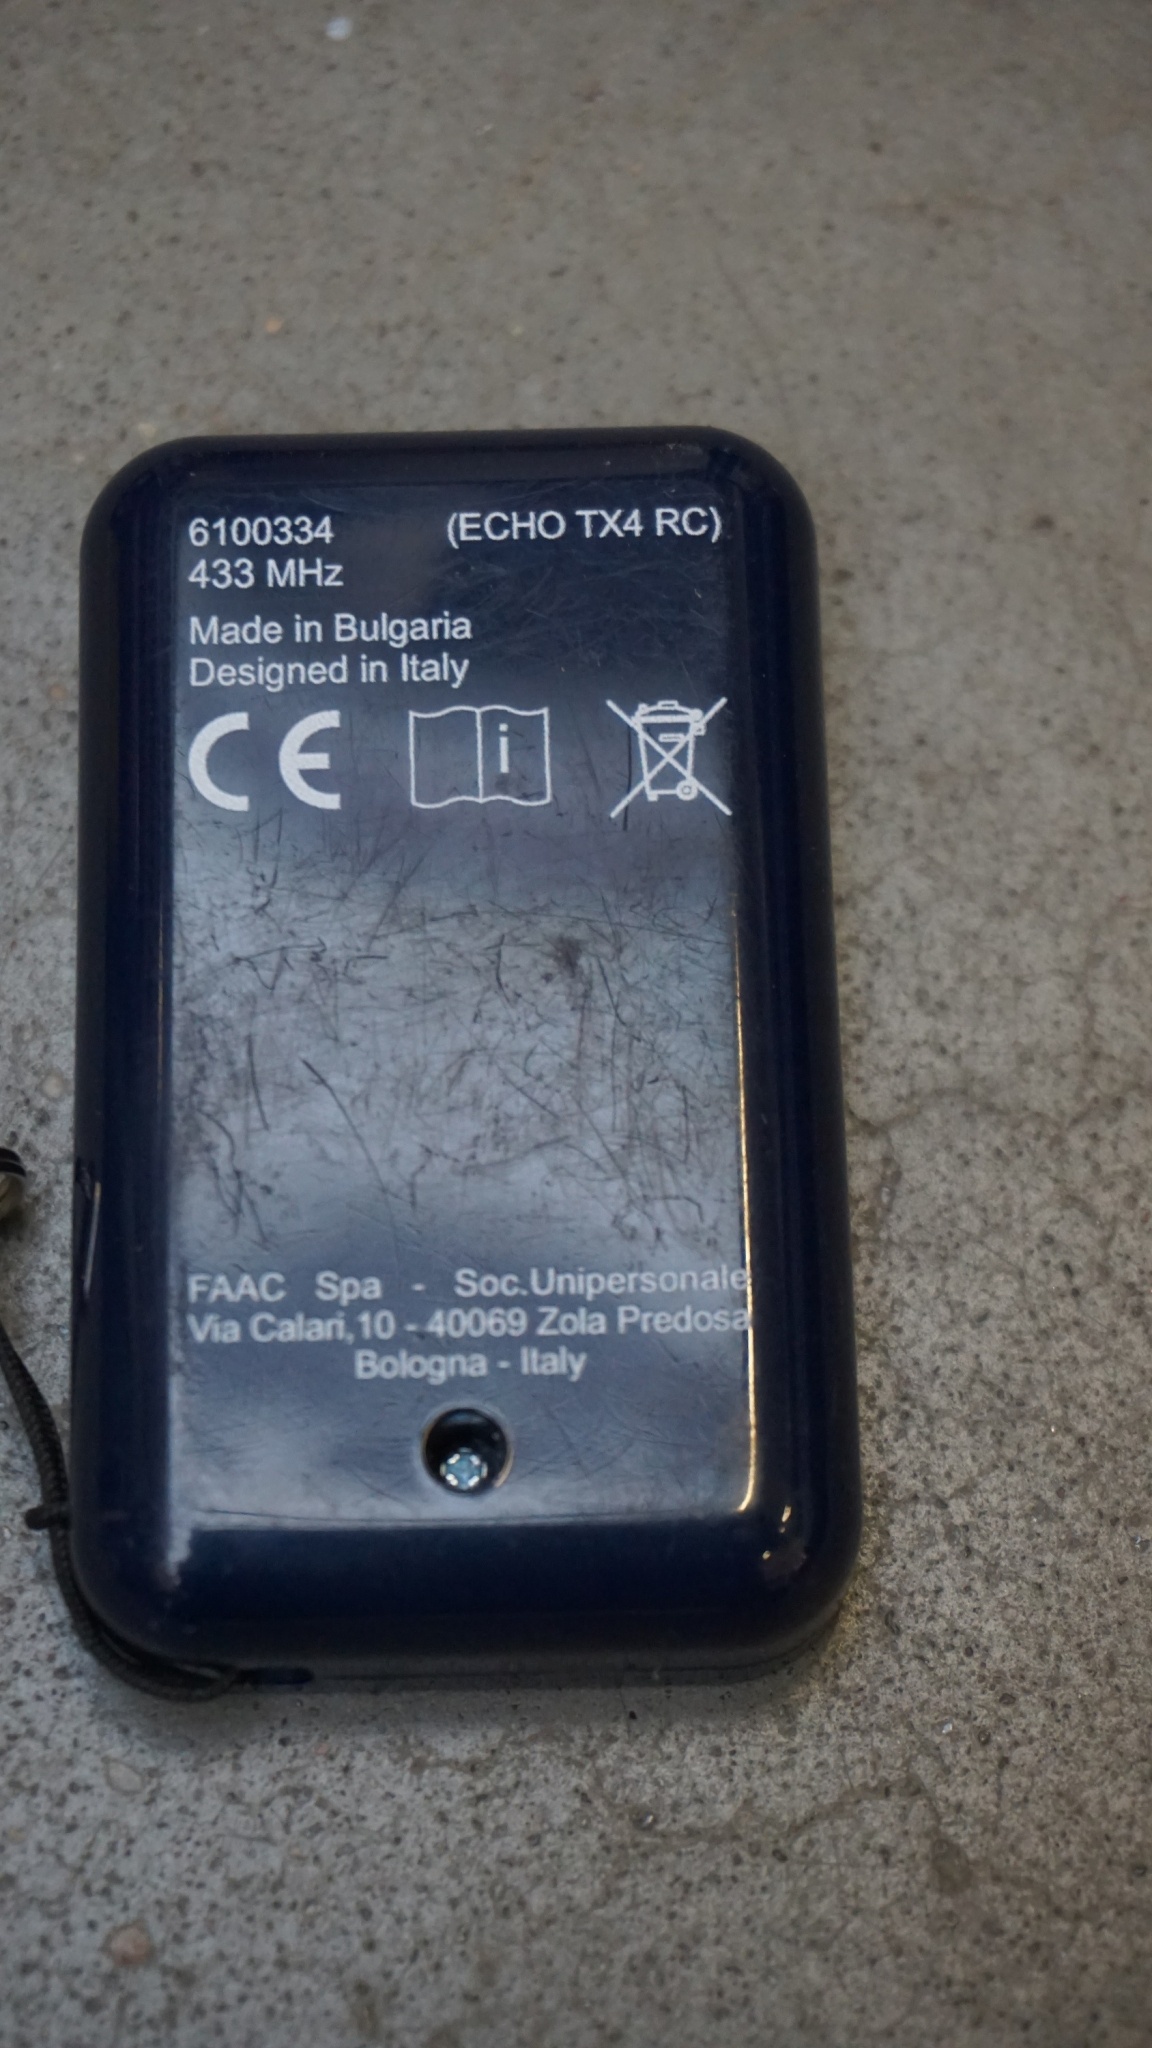 6100334 (ECHO TX4 RC)
433 MHz
Made in Bulgaria
Designed in Italy
CE
i
FAAC Spa - Soc.Unipersonale
Via Calari,10 - 40069 Zola Predosa
Bologna - Italy